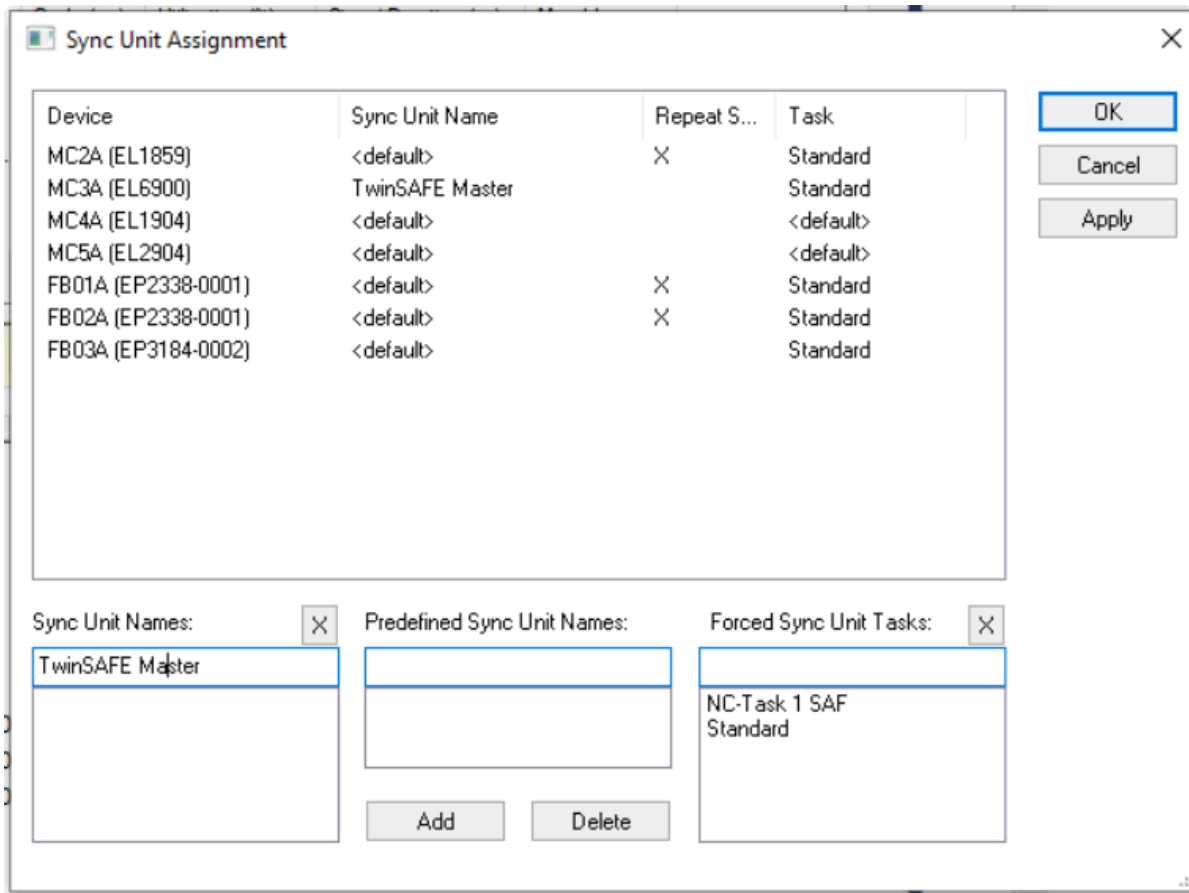 Sync Unit Assignment
Device Sync Unit Name Repeat S... Task
MC2A (EL1859) <default> X Standard
MC3A (EL6900) TwinSAFE Master Standard
MC4A (EL1904) <default> <default>
MC5A (EL2904) <default> <default>
FB01A (EP2338-0001) <default> X Standard
FB02A (EP2338-0001) <default> X Standard
FB03A (EP3184-0002) <default> Standard
OK
Cancel
Apply
Sync Unit Names: X Predefined Sync Unit Names: Forced Sync Unit Tasks: X
TwinSAFE Master
NC-Task 1 SAF
Standard
Add Delete